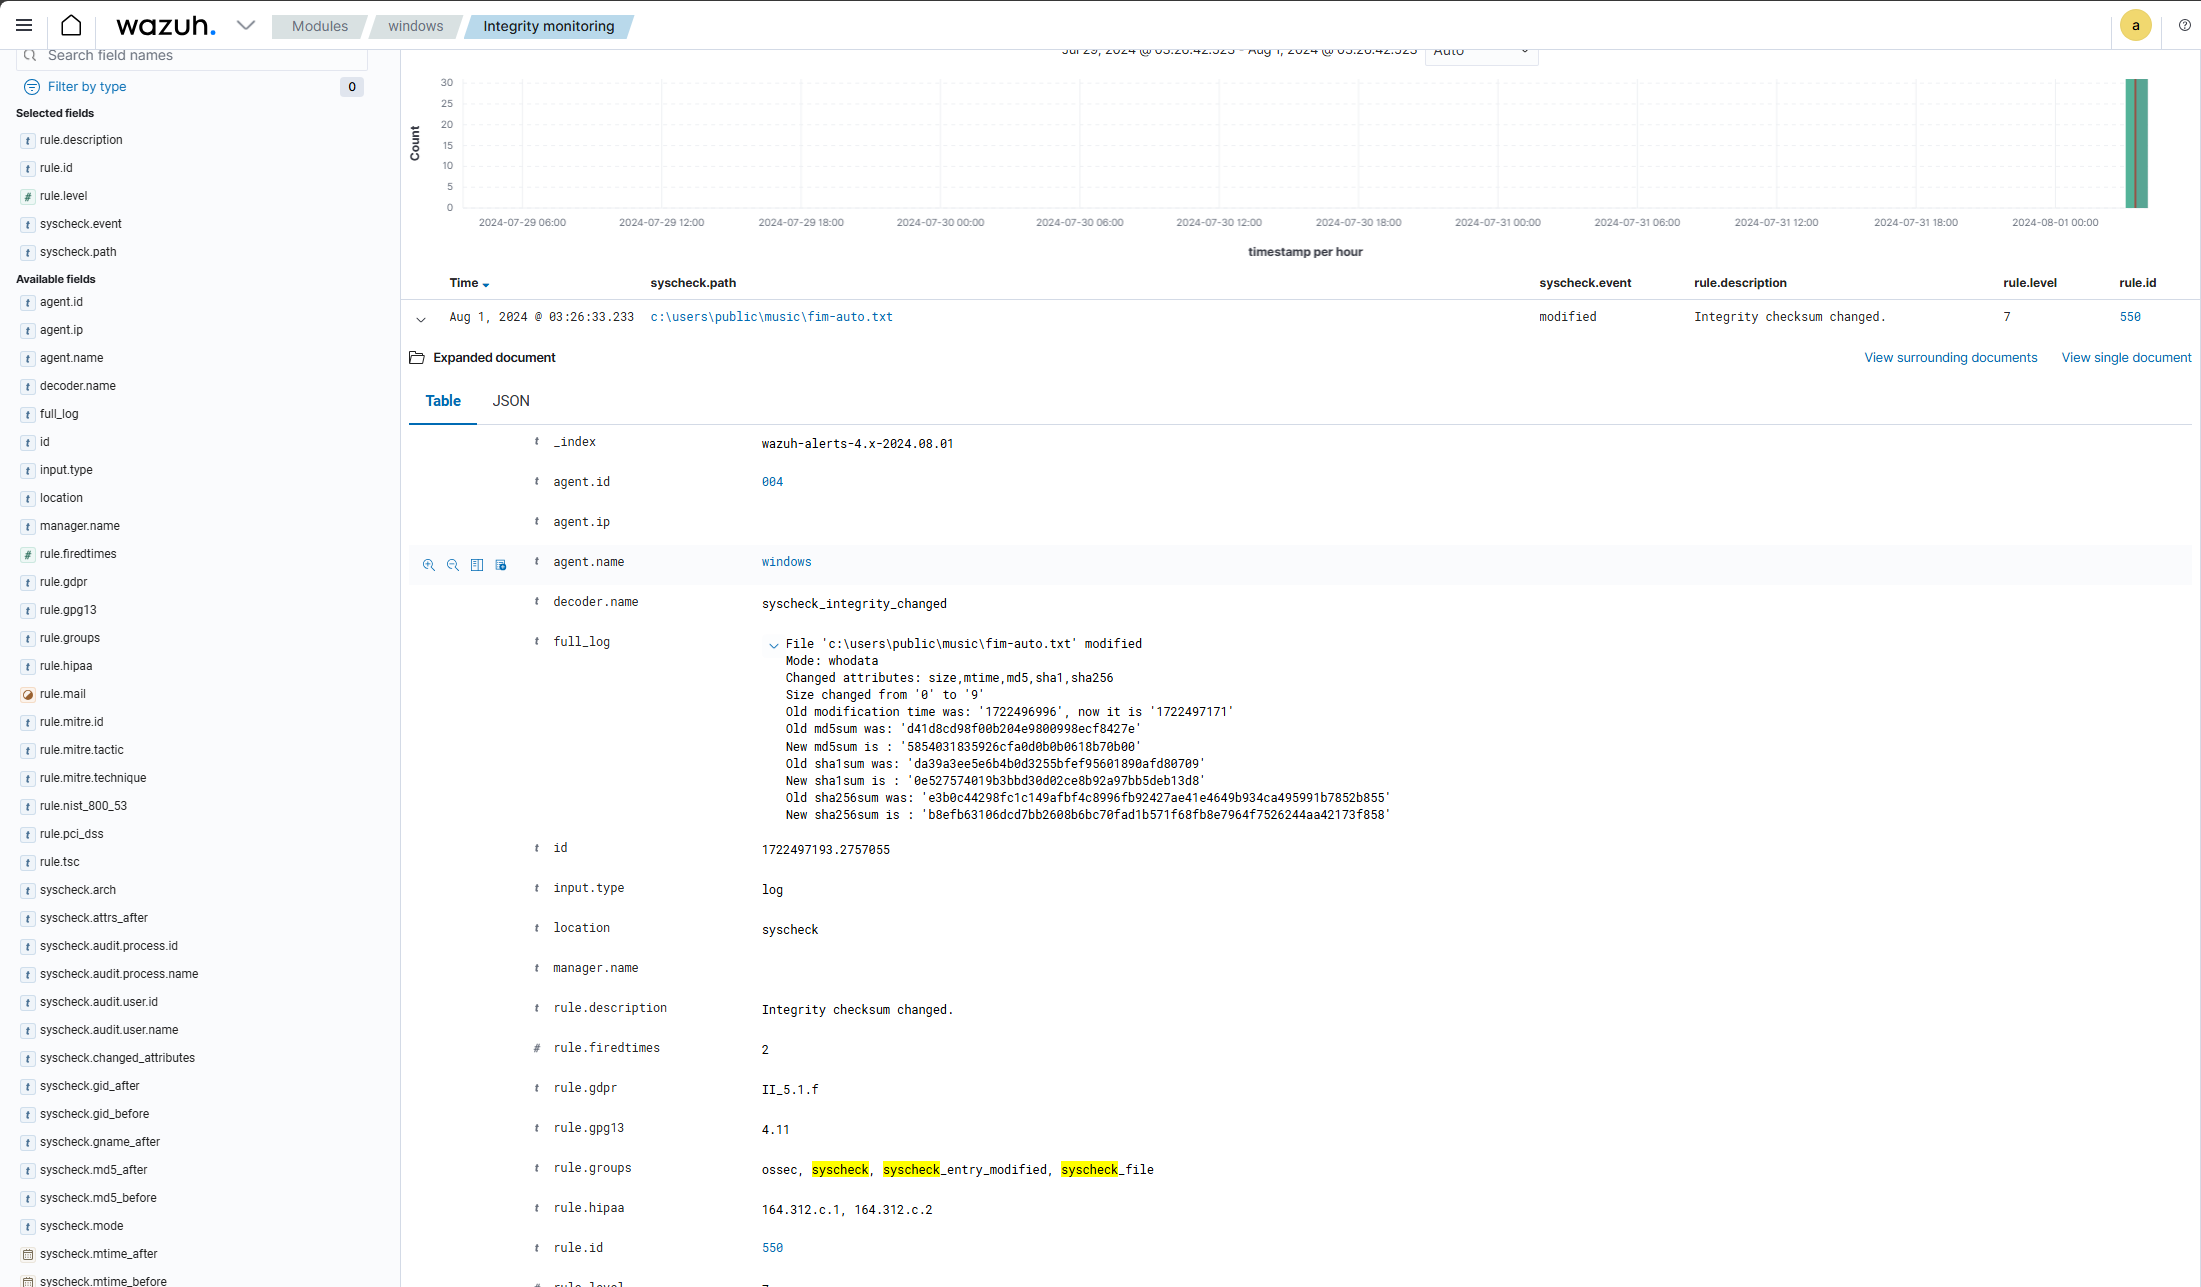 wazuh.
Modules
windows
Integrity monitoring
a
Search field names
Filter by type
0
Selected fields
t rule.description
t rule.id
# rule.level
t syscheck.event
t syscheck.path
Available fields
t agent.id
t agent.ip
t agent.name
t decoder.name
t full_log
t id
t input.type
t location
t manager.name
# rule.firedtimes
t rule.gdpr
t rule.gpg13
t rule.groups
t rule.hipaa
rule.mail
t rule.mitre.id
t rule.mitre.tactic
t rule.mitre.technique
t rule.nist_800_53
t rule.pci_dss
t rule.tsc
t syscheck.arch
t syscheck.attrs_after
t syscheck.audit.process.id
t syscheck.audit.process.name
t syscheck.audit.user.id
t syscheck.audit.user.name
t syscheck.changed_attributes
t syscheck.gid_after
t syscheck.gid_before
t syscheck.gname_after
t syscheck.md5_after
t syscheck.md5_before
t syscheck.mode
syscheck.mtime_after
syscheck.mtime_before
Jul 29, 2024 @ 03:26:42.523 - Aug 1, 2024 @ 03:26:42.523 Auto
Count
30
25
20
15
10
5
0
2024-07-29 06:00 2024-07-29 12:00 2024-07-29 18:00 2024-07-30 00:00 2024-07-30 06:00 2024-07-30 12:00 2024-07-30 18:00 2024-07-31 00:00 2024-07-31 06:00 2024-07-31 12:00 2024-07-31 18:00 2024-08-01 00:00
timestamp per hour
Time syscheck.path syscheck.event rule.description rule.level rule.id
Aug 1, 2024 @ 03:26:33.233 c:\users\public\music\fim-auto.txt modified Integrity checksum changed. 7 550
Expanded document View surrounding documents View single document
Table JSON
t _index wazuh-alerts-4.x-2024.08.01
t agent.id 004
t agent.ip
t agent.name windows
t decoder.name syscheck_integrity_changed
t full_log File 'c:\users\public\music\fim-auto.txt' modified
Mode: whodata
Changed attributes: size,mtime,md5,sha1,sha256
Size changed from '0' to '9'
Old modification time was: '1722496996', now it is '1722497171'
Old md5sum was: 'd41d8cd98f00b204e9800998ecf8427e'
New md5sum is : '5854031835926cfa0d0b0b0618b70b00'
Old sha1sum was: 'da39a3ee5e6b4b0d3255bfef95601890afd80709'
New sha1sum is : '0e527574019b3bbd30d02ce8b92a97bb5deb13d8'
Old sha256sum was: 'e3b0c44298fc1c149afbf4c8996fb92427ae41e4649b934ca495991b7852b855'
New sha256sum is : 'b8efb63106dcd7bb2608b6bc70fad1b571f68fb8e7964f7526244aa42173f858'
t id 1722497193.2757055
t input.type log
t location syscheck
t manager.name
t rule.description Integrity checksum changed.
# rule.firedtimes 2
t rule.gdpr II_5.1.f
t rule.gpg13 4.11
t rule.groups ossec, syscheck, syscheck_entry_modified, syscheck_file
t rule.hipaa 164.312.c.1, 164.312.c.2
t rule.id 550
# rule.level 7